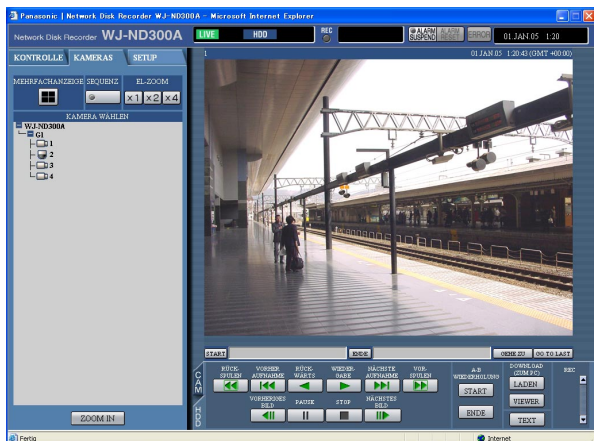 Panasonic | Network Disk Recorder WJ-ND300A - Microsoft Internet Explorer
Network Disk Recorder WJ-ND300A
LIVE HDD REC ALARM SUSPEND ALARM RESET ERROR 01.JAN.05 1:20
KONTROLLE KAMERAS SETUP
1 01.JAN.05 1:20:43 (GMT +00:00)
MEHRFACHANZEIGE SEQUENZ EL-ZOOM
x1 x2 x4
KAMERA WÄHLEN
WJ-ND300A
G1
1
2
3
4
ZOOM IN
START ENDE GEHE ZU GO TO LAST
CAM
HDD
RÜCK-SPULEN
VORHER AUFNAHME
RÜCK-WÄRTS
WIEDER-GABE
NÄCHSTE AUFNAHME
VOR-SPULEN
VORHERIGES BILD
PAUSE
STOP
NÄCHSTES BILD
A-B WIEDERHOLUNG
START
ENDE
DOWNLOAD (ZUM PC)
LADEN
VIEWER
TEXT
REC
Fertig Internet